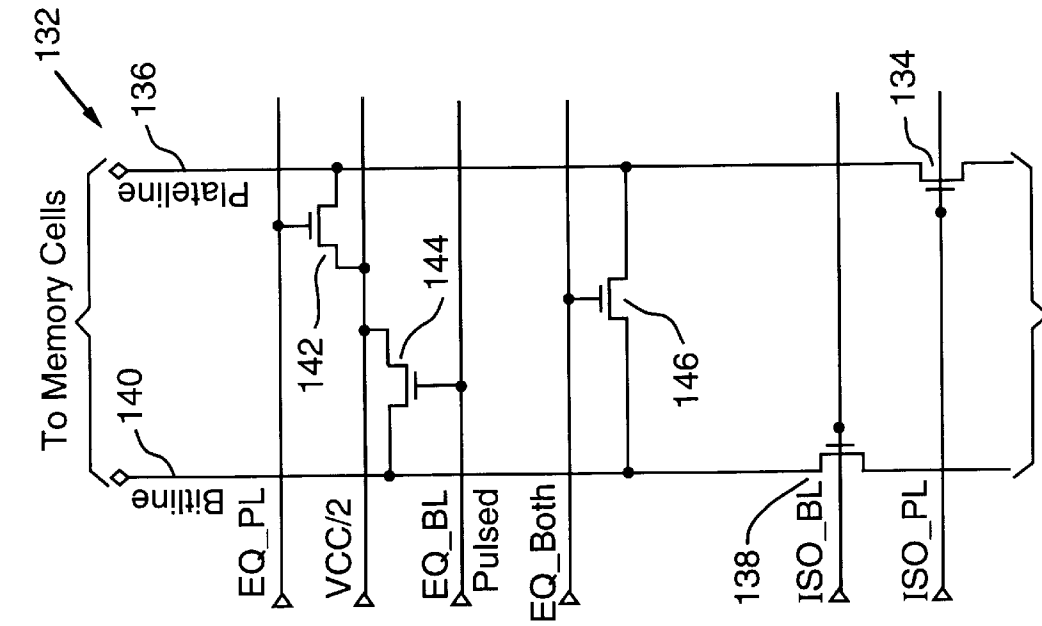 To Memory Cells
132
140
136
Bitline
Plateline
EQ_PL
142
VCC/2
144
EQ_BL
Pulsed
EQ_Both
146
138
134
ISO_BL
ISO_PL